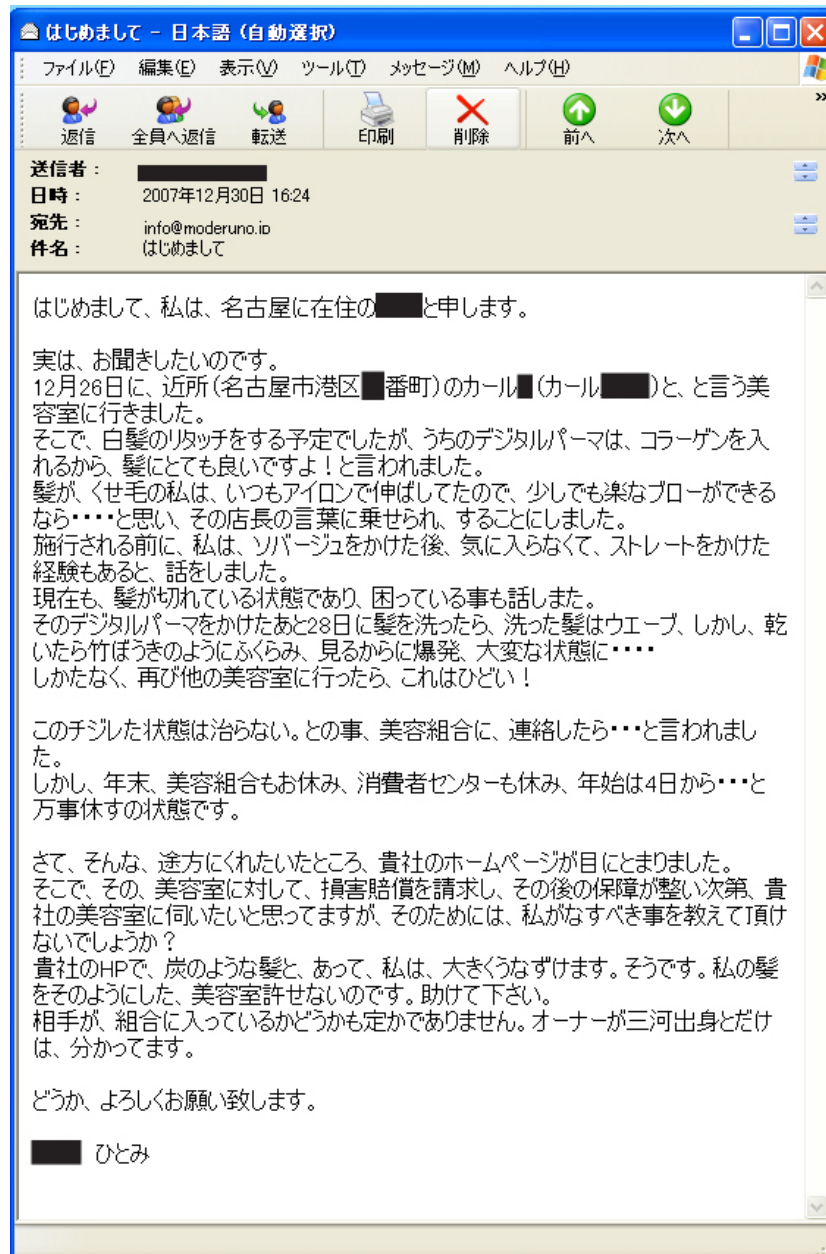 はじめまして - 日本語 (自動選択)
ファイル(F) 編集(E) 表示(V) ツール(T) メッセージ(M) ヘルプ(H)
返信 全員へ返信 転送 印刷 削除 前へ 次へ
送信者：
日時： 2007年12月30日 16:24
宛先： info@moderuno.jp
件名： はじめまして
はじめまして、私は、名古屋に在住の と申します。
実は、お聞きしたいのです。
12月26日に、近所(名古屋市港区 番町)のカール (カール )と、と言う美
容室に行きました。
そこで、白髪のリタッチをする予定でしたが、うちのデジタルパーマは、コラーゲンを入
れるから、髪にとても良いですよ！と言われました。
髪が、くせ毛の私は、いつもアイロンで伸ばしてたので、少しでも楽なブローができる
なら・・・・と思い、その店長の言葉に乗せられ、することにしました。
施行される前に、私は、ソバージュをかけた後、気に入らなくて、ストレートをかけた
経験もあると、話をしました。
現在も、髪が切れている状態であり、困っている事も話しまた。
そのデジタルパーマをかけたあと28日に髪を洗ったら、洗った髪はウエーブ、しかし、乾
いたら竹ぼうきのようにふくらみ、見るからに爆発、大変な状態に・・・・
しかたなく、再び他の美容室に行ったら、これはひどい！
このチジレた状態は治らない。との事、美容組合に、連絡したら・・・と言われまし
た。
しかし、年末、美容組合もお休み、消費者センターも休み、年始は4日から・・・と
万事休すの状態です。
さて、そんな、途方にくれたいたところ、貴社のホームページが目にとまりました。
そこで、その、美容室に対して、損害賠償を請求し、その後の保障が整い次第、貴
社の美容室に伺いたいと思ってますが、そのためには、私がなすべき事を教えて頂け
ないでしょうか？
貴社のHPで、炭のような髪と、あって、私は、大きくうなずけます。そうです。私の髪
をそのようにした、美容室許せないのです。助けて下さい。
相手が、組合に入っているかどうかも定かでありません。オーナーが三河出身とだけ
は、分かってます。
どうか、よろしくお願い致します。
ひとみ